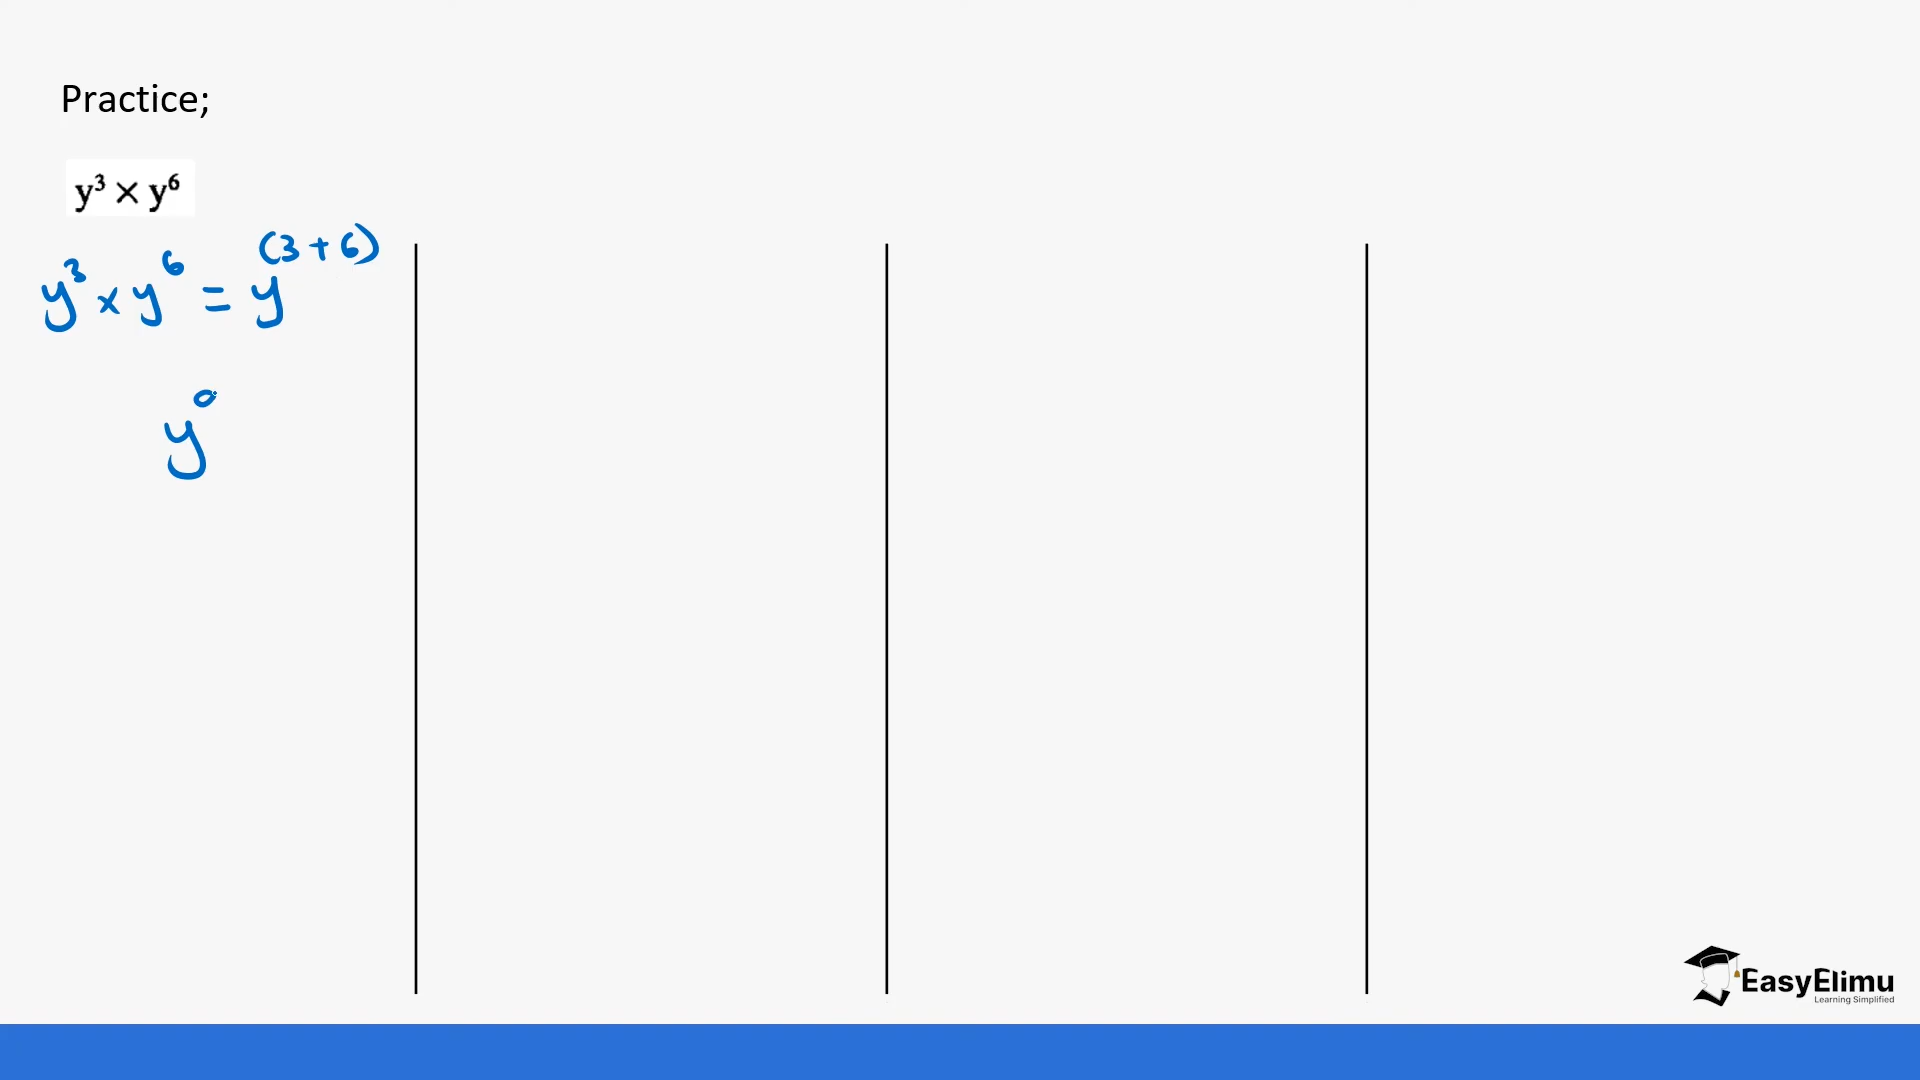 Practice;
y³ × y⁶
y³ × y⁶ = y⁽³⁺⁶⁾
y
EasyElimu
Learning Simplified